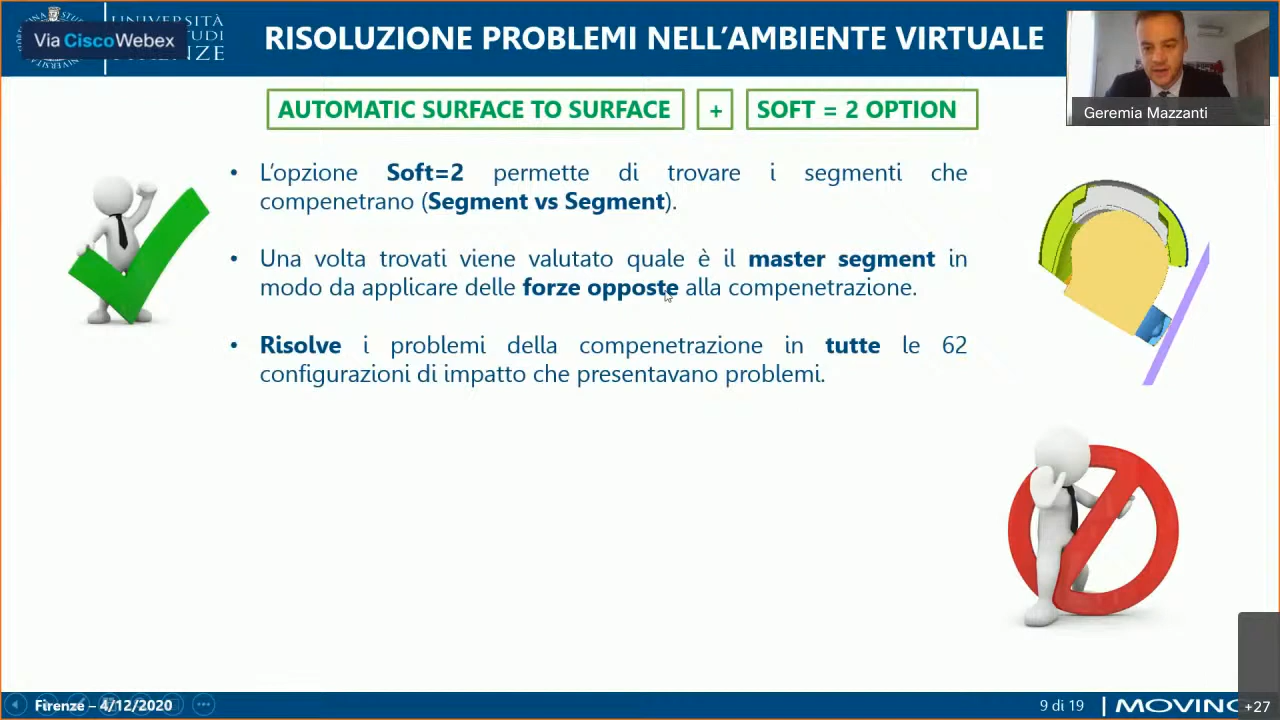 UNIVERSITÀ
Via Cisco Webex
RISOLUZIONE PROBLEMI NELL'AMBIENTE VIRTUALE
AUTOMATIC SURFACE TO SURFACE + SOFT = 2 OPTION
Geremia Mazzanti
• L'opzione Soft=2 permette di trovare i segmenti che
compenetrano (Segment vs Segment).
• Una volta trovati viene valutato quale è il master segment in
modo da applicare delle forze opposte alla compenetrazione.
• Risolve i problemi della compenetrazione in tutte le 62
configurazioni di impatto che presentavano problemi.
Firenze – 4/12/2020
9 di 19
MOVING
+27